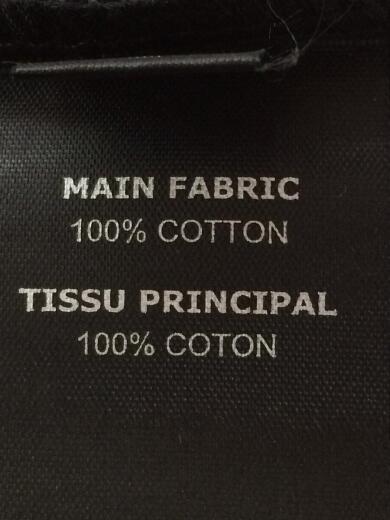 MAIN FABRIC
100% COTTON
TISSU PRINCIPAL
100% COTON